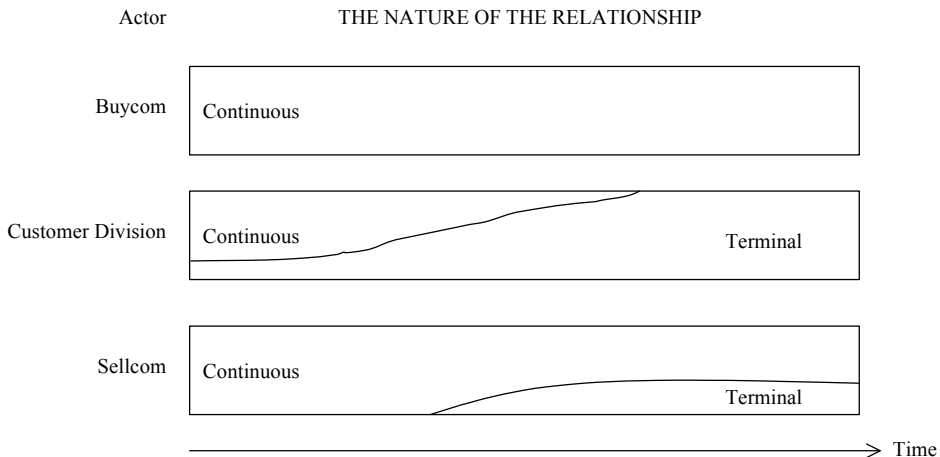 Actor THE NATURE OF THE RELATIONSHIP
Buycom
Continuous
Customer Division
Continuous
Terminal
Sellcom
Continuous
Terminal
Time